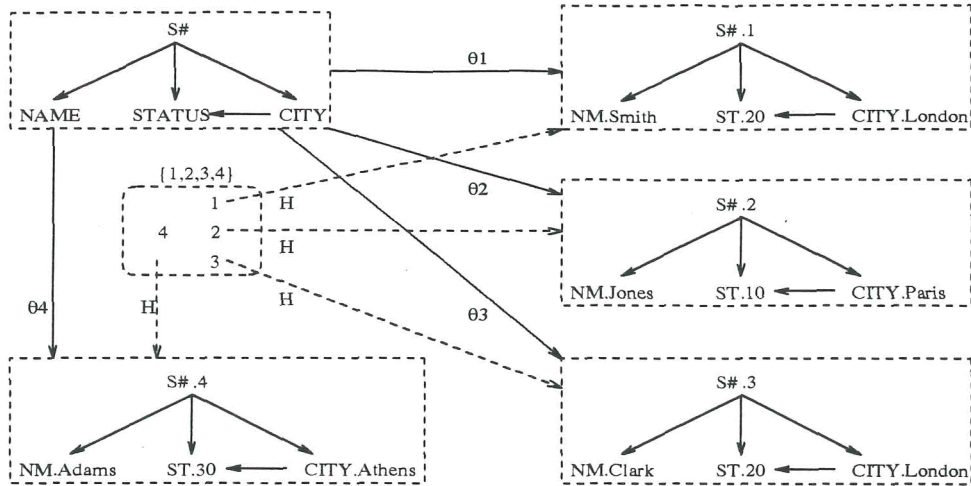 S#
NAME STATUS CITY
θ1
S# .1
NM.Smith ST.20 CITY.London
{1,2,3,4}
1
4 2
3
H
H
H
H
θ2
S# .2
NM.Jones ST.10 CITY.Paris
θ4
θ3
S# .4
NM.Adams ST.30 CITY.Athens
S# .3
NM.Clark ST.20 CITY.London